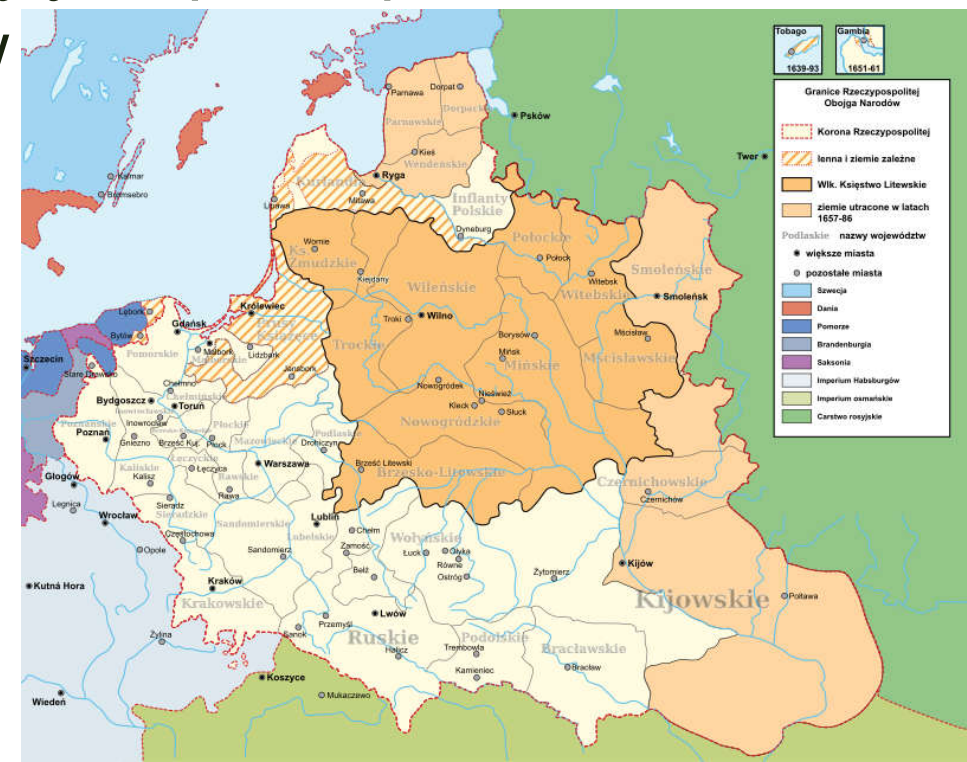 Tobago
1639-93
Gambia
1651-61
Granice Rzeczypospolitej
Obojga Narodów
Korona Rzeczypospolitej
lenna i ziemie zależne
Wlk. Księstwo Litewskie
ziemie utracone w latach
1657-86
Podlaskie nazwy województw
większe miasta
pozostałe miasta
Szwecja
Dania
Pomorze
Brandenburgia
Saksonia
Imperium Habsburgów
Imperium osmańskie
Carstwo rosyjskie
Parnawa
Dorpat
Dorpackie
Parnawskie
Psków
Kieś
Wendeńskie
Twer
Kalmar
Ryga
Kurlandia
Mitawa
Inflanty
Polskie
Lipawa
Dyneburg
Wornie
Ks.
Żmudzkie
Połockie
Połock
Kiejdany
Wileńskie
Witebsk
Witebskie
Smoleńskie
Smoleńsk
Lębork
Bytów
Gdańsk
Królewiec
Prusy
Książęce
Troki
Wilno
Trockie
Borysów
Mścisław
Mińsk
Mińskie
Mścisławskie
Szczecin
Stare Drawsko
Pomorskie
Malbork
Malborskie
Lidzbark
Jansbork
Chełmno
Chełmińskie
Nowogródek
Nieśwież
Kleck
Słuck
Nowogródzkie
Bydgoszcz
Toruń
Inowrocławskie
Inowrocław
Poznańskie
Poznań
Gniezno
Brześć Kuj.
Płockie
Płock
Mazowieckie
Podlaskie
Drohiczyn
Warszawa
Brześć Litewski
Brzesko-Litewskie
Kaliskie
Kalisz
Łęczyckie
Łęczyca
Rawskie
Rawa
Głogów
Legnica
Wrocław
Sieradz
Sieradzkie
Sandomierskie
Lublin
Lubelskie
Chełm
Czernichowskie
Czernichów
Częstochowa
Opole
Sandomierz
Zamość
Bełz
Wołyńskie
Łuck
Ołyka
Równe
Ostróg
Żytomierz
Kijów
Kijowskie
Połtawa
Kutná Hora
Kraków
Krakowskie
Lwów
Przemyśl
Sanok
Ruskie
Halicz
Podolskie
Trembowla
Kamieniec
Bracławskie
Bracław
Żylina
Koszyce
Mukaczewo
Wiedeń